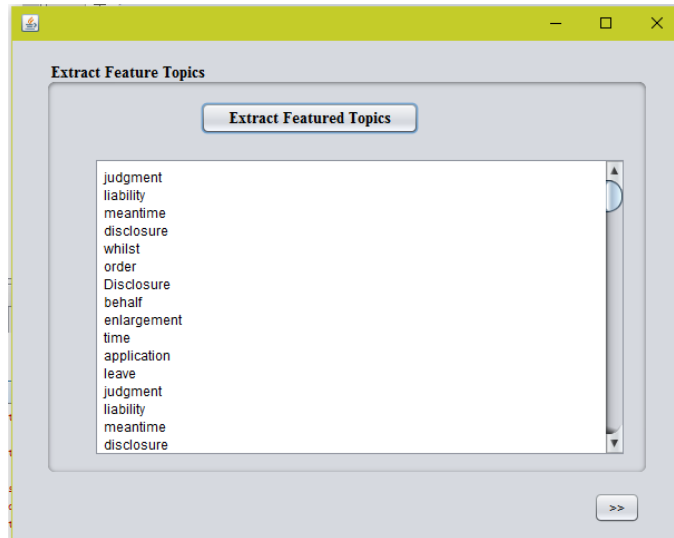 Extract Feature Topics
Extract Featured Topics
judgment
liability
meantime
disclosure
whilst
order
Disclosure
behalf
enlargement
time
application
leave
judgment
liability
meantime
disclosure
>>